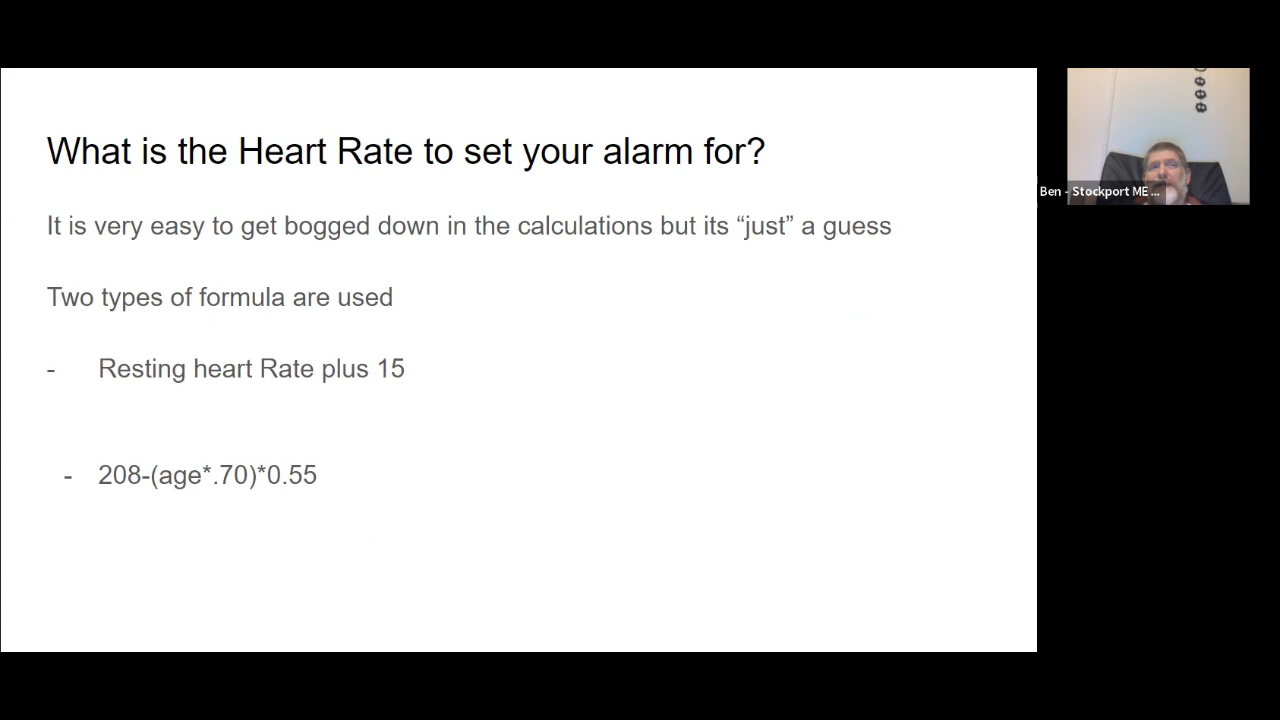 What is the Heart Rate to set your alarm for?
It is very easy to get bogged down in the calculations but its “just” a guess
Two types of formula are used
- Resting heart Rate plus 15
- 208-(age*.70)*0.55
Ben - Stockport ME ...